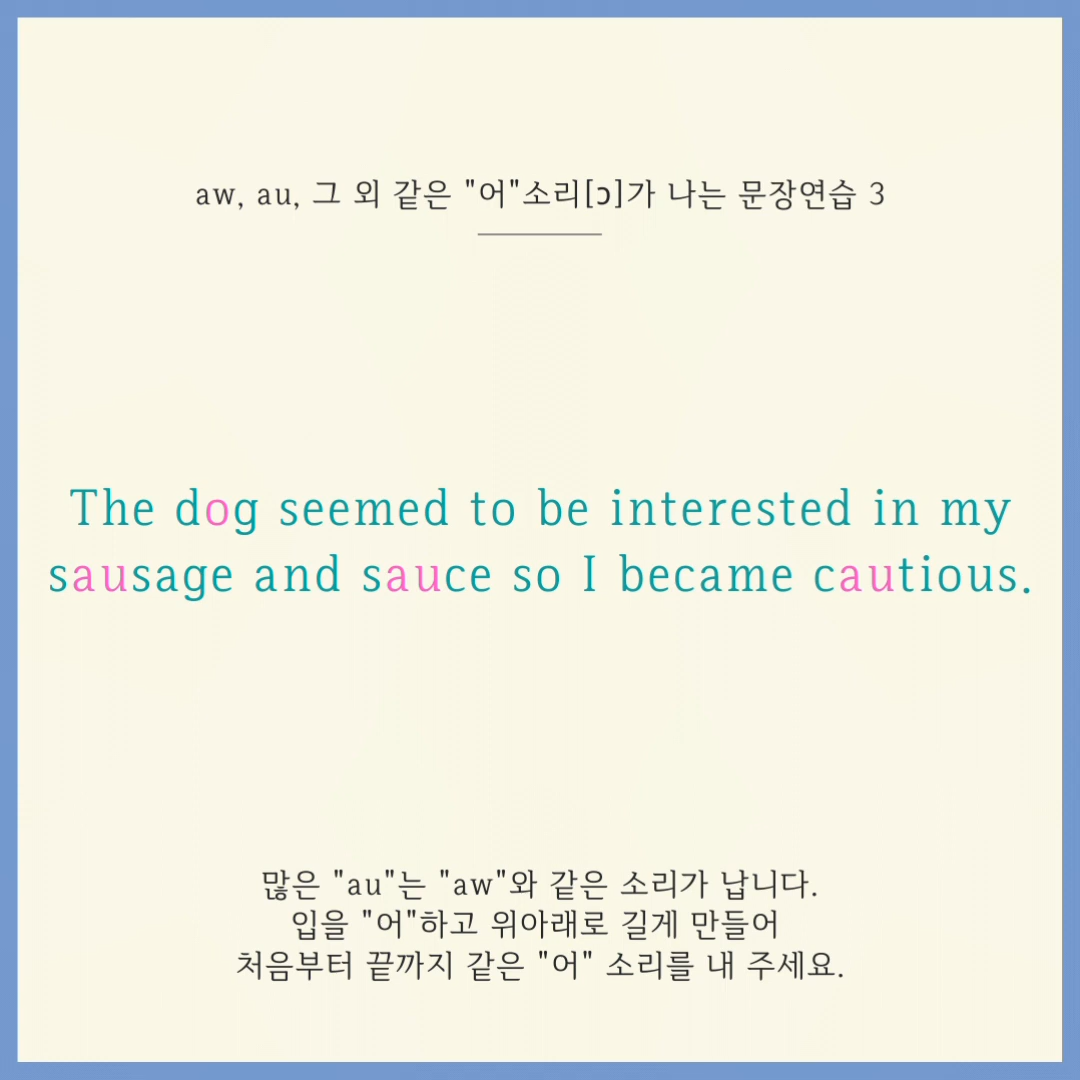 aw, au, 그 외 같은 "어"소리[ɔ]가 나는 문장연습 3
The dog seemed to be interested in my
sausage and sauce so I became cautious.
많은 "au"는 "aw"와 같은 소리가 납니다.
입을 "어"하고 위아래로 길게 만들어
처음부터 끝까지 같은 "어" 소리를 내 주세요.